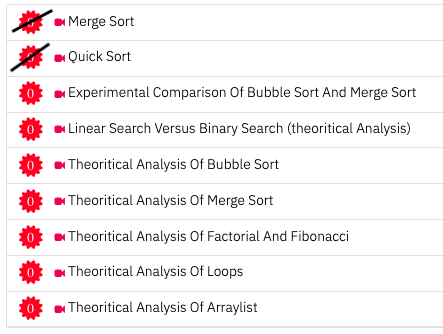 Merge Sort
Quick Sort
0 Experimental Comparison Of Bubble Sort And Merge Sort
0 Linear Search Versus Binary Search (theoritical Analysis)
0 Theoritical Analysis Of Bubble Sort
0 Theoritical Analysis Of Merge Sort
0 Theoritical Analysis Of Factorial And Fibonacci
0 Theoritical Analysis Of Loops
0 Theoritical Analysis Of Arraylist